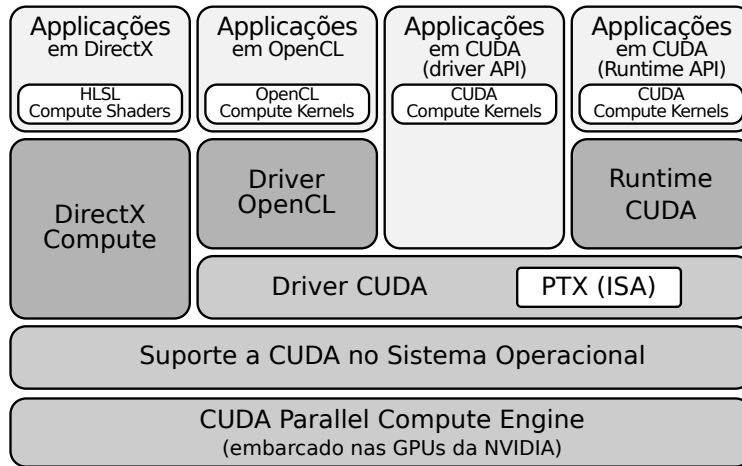 Applicações
em DirectX
HLSL
Compute Shaders
Applicações
em OpenCL
OpenCL
Compute Kernels
Applicações
em CUDA
(driver API)
CUDA
Compute Kernels
Applicações
em CUDA
(Runtime API)
CUDA
Compute Kernels
DirectX
Compute
Driver
OpenCL
Runtime
CUDA
Driver CUDA
PTX (ISA)
Suporte a CUDA no Sistema Operacional
CUDA Parallel Compute Engine
(embarcado nas GPUs da NVIDIA)